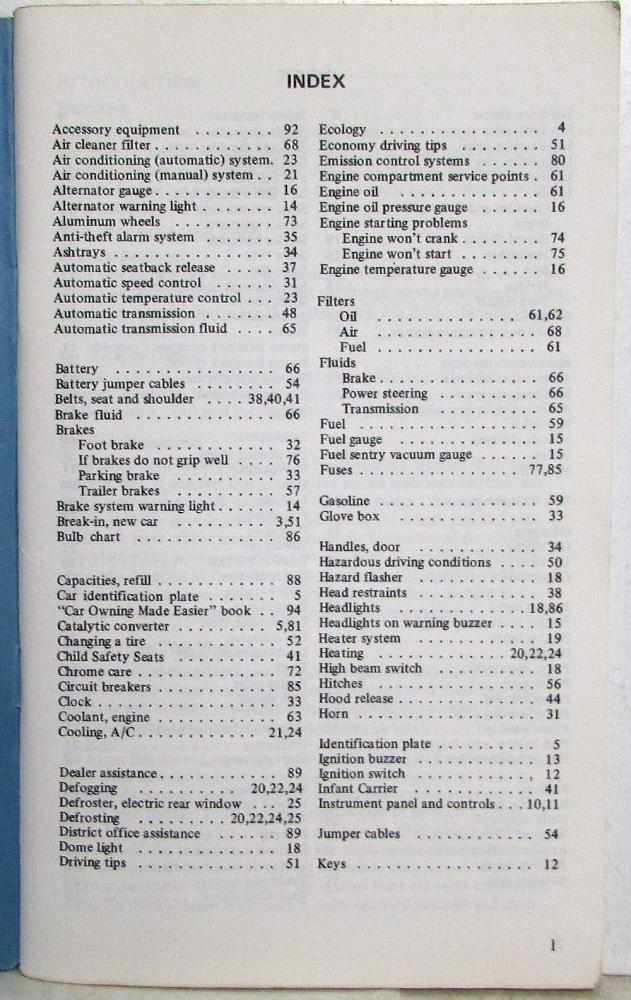 INDEX
Accessory equipment . . . . . . . . 92
Air cleaner filter . . . . . . . . . . . . 68
Air conditioning (automatic) system. 23
Air conditioning (manual) system . . 21
Alternator gauge . . . . . . . . . . . . 16
Alternator warning light . . . . . . . 14
Aluminum wheels . . . . . . . . . . 73
Anti-theft alarm system . . . . . . . 35
Ashtrays . . . . . . . . . . . . . . . . . 34
Automatic seatback release . . . . . 37
Automatic speed control . . . . . . 31
Automatic temperature control . . . 23
Automatic transmission . . . . . . . 48
Automatic transmission fluid . . . . 65
Battery . . . . . . . . . . . . . . . . 66
Battery jumper cables . . . . . . . . 54
Belts, seat and shoulder . . . . 38,40,41
Brake fluid . . . . . . . . . . . . . . 66
Brakes
Foot brake . . . . . . . . . . . . 32
If brakes do not grip well . . . . 76
Parking brake . . . . . . . . . . 33
Trailer brakes . . . . . . . . . . 57
Brake system warning light . . . . . . 14
Break-in, new car . . . . . . . . . . 3,51
Bulb chart . . . . . . . . . . . . . . 86
Capacities, refill . . . . . . . . . . . . 88
Car identification plate . . . . . . . 5
“Car Owning Made Easier” book . . 94
Catalytic converter . . . . . . . . . 5,81
Changing a tire . . . . . . . . . . . . 52
Child Safety Seats . . . . . . . . . . 41
Chrome care . . . . . . . . . . . . . . 72
Circuit breakers . . . . . . . . . . . . 85
Clock . . . . . . . . . . . . . . . . . . 33
Coolant, engine . . . . . . . . . . . . 63
Cooling, A/C . . . . . . . . . . . . 21,24
Dealer assistance . . . . . . . . . . . . 89
Defogging . . . . . . . . . . 20,22,24
Defroster, electric rear window . . . 25
Defrosting . . . . . . . . . 20,22,24,25
District office assistance . . . . . . . 89
Dome light . . . . . . . . . . . . . . 18
Driving tips . . . . . . . . . . . . . . 51
Ecology . . . . . . . . . . . . . . . . 4
Economy driving tips . . . . . . . . 51
Emission control systems . . . . . . 80
Engine compartment service points . 61
Engine oil . . . . . . . . . . . . . . 61
Engine oil pressure gauge . . . . . . 16
Engine starting problems
Engine won’t crank . . . . . . . . 74
Engine won’t start . . . . . . . . 75
Engine temperature gauge . . . . . . 16
Filters
Oil . . . . . . . . . . . . . . . 61,62
Air . . . . . . . . . . . . . . . . 68
Fuel . . . . . . . . . . . . . . . . 61
Fluids
Brake . . . . . . . . . . . . . . . 66
Power steering . . . . . . . . . . 66
Transmission . . . . . . . . . . 65
Fuel . . . . . . . . . . . . . . . . . . 59
Fuel gauge . . . . . . . . . . . . . . 15
Fuel sentry vacuum gauge . . . . . . 15
Fuses . . . . . . . . . . . . . . . . 77,85
Gasoline . . . . . . . . . . . . . . . . 59
Glove box . . . . . . . . . . . . . . 33
Handles, door . . . . . . . . . . . . 34
Hazardous driving conditions . . . . 50
Hazard flasher . . . . . . . . . . . . 18
Head restraints . . . . . . . . . . . . 38
Headlights . . . . . . . . . . . . . 18,86
Headlights on warning buzzer . . . . 15
Heater system . . . . . . . . . . . . 19
Heating . . . . . . . . . . . . 20,22,24
High beam switch . . . . . . . . . . 18
Hitches . . . . . . . . . . . . . . . . 56
Hood release . . . . . . . . . . . . . . 44
Horn . . . . . . . . . . . . . . . . . . 31
Identification plate . . . . . . . . . . 5
Ignition buzzer . . . . . . . . . . . . 13
Ignition switch . . . . . . . . . . . . 12
Infant Carrier . . . . . . . . . . . . 41
Instrument panel and controls . . . 10,11
Jumper cables . . . . . . . . . . . . 54
Keys . . . . . . . . . . . . . . . . . . 12
1